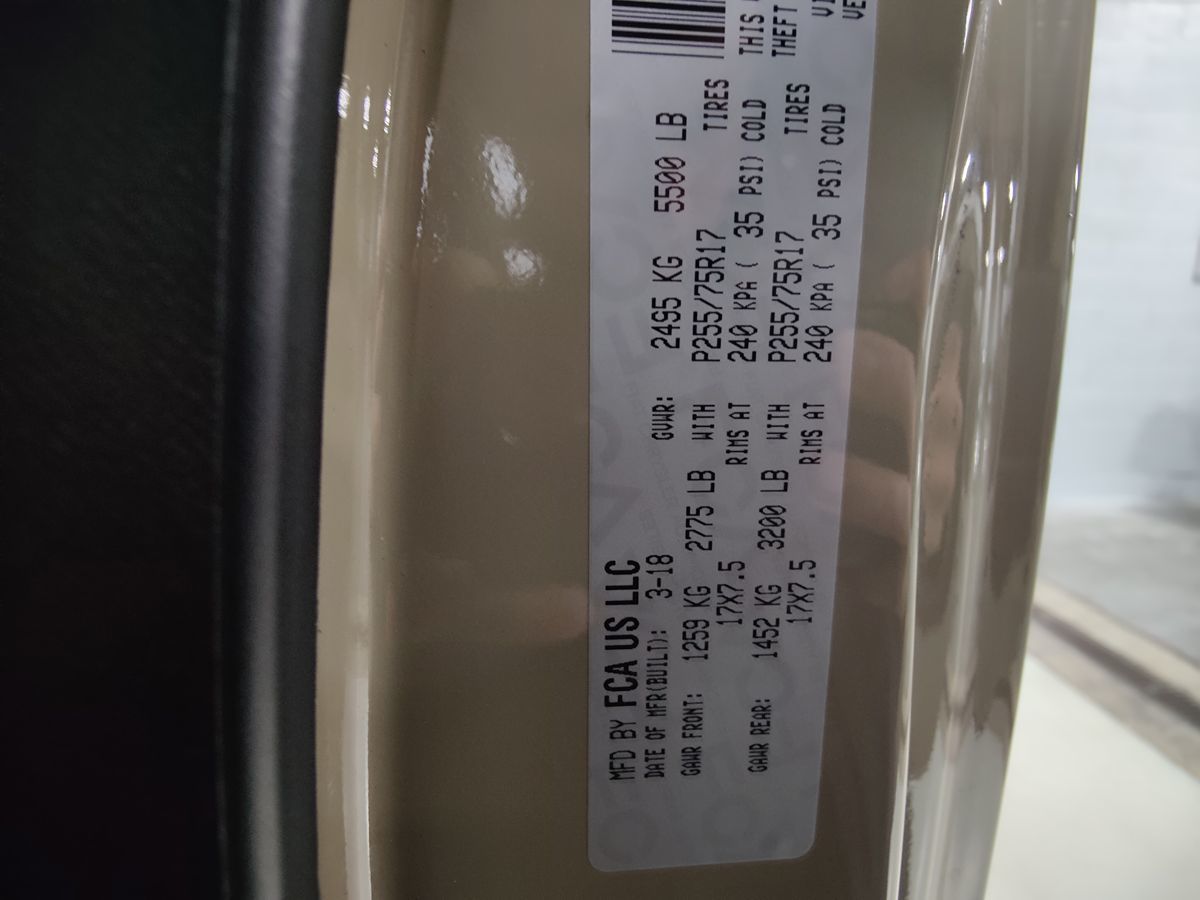 MFD BY FCA US LLC
DATE OF MFR(BUILT): 3-18 GVWR: 2495 KG 5500 LB
GAWR FRONT: 1259 KG 2775 LB WITH P255/75R17 TIRES
17X7.5 RIMS AT 240 KPA ( 35 PSI) COLD THIS
GAWR REAR: 1452 KG 3200 LB WITH P255/75R17 TIRES THEFT
17X7.5 RIMS AT 240 KPA ( 35 PSI) COLD